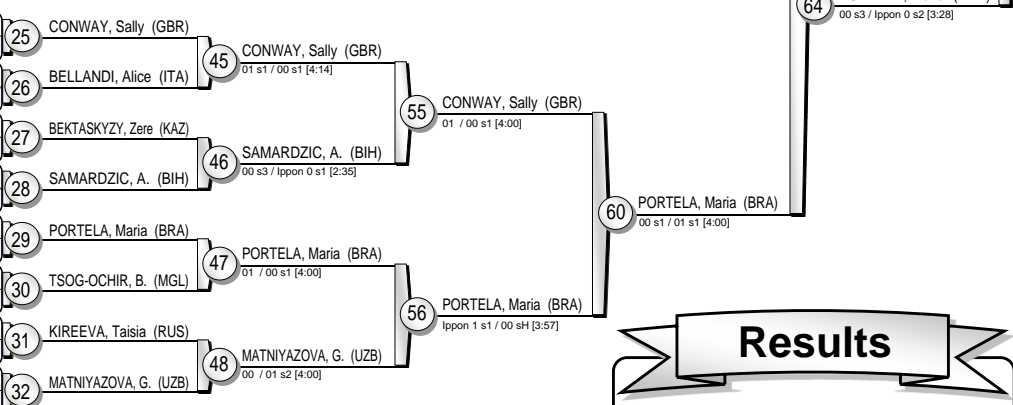 64
00 s3 / Ippon 0 s2 [3:28]
25
CONWAY, Sally (GBR)
45
CONWAY, Sally (GBR)
01 s1 / 00 s1 [4:14]
26
BELLANDI, Alice (ITA)
55
CONWAY, Sally (GBR)
01 / 00 s1 [4:00]
27
BEKTASKYZY, Zere (KAZ)
46
SAMARDZIC, A. (BIH)
00 s3 / Ippon 0 s1 [2:35]
28
SAMARDZIC, A. (BIH)
60
PORTELA, Maria (BRA)
00 s1 / 01 s1 [4:00]
29
PORTELA, Maria (BRA)
47
PORTELA, Maria (BRA)
01 / 00 s1 [4:00]
30
TSOG-OCHIR, B. (MGL)
56
PORTELA, Maria (BRA)
Ippon 1 s1 / 00 sH [3:57]
31
KIREEVA, Taisia (RUS)
48
MATNIYAZOVA, G. (UZB)
00 / 01 s2 [4:00]
32
MATNIYAZOVA, G. (UZB)
Results